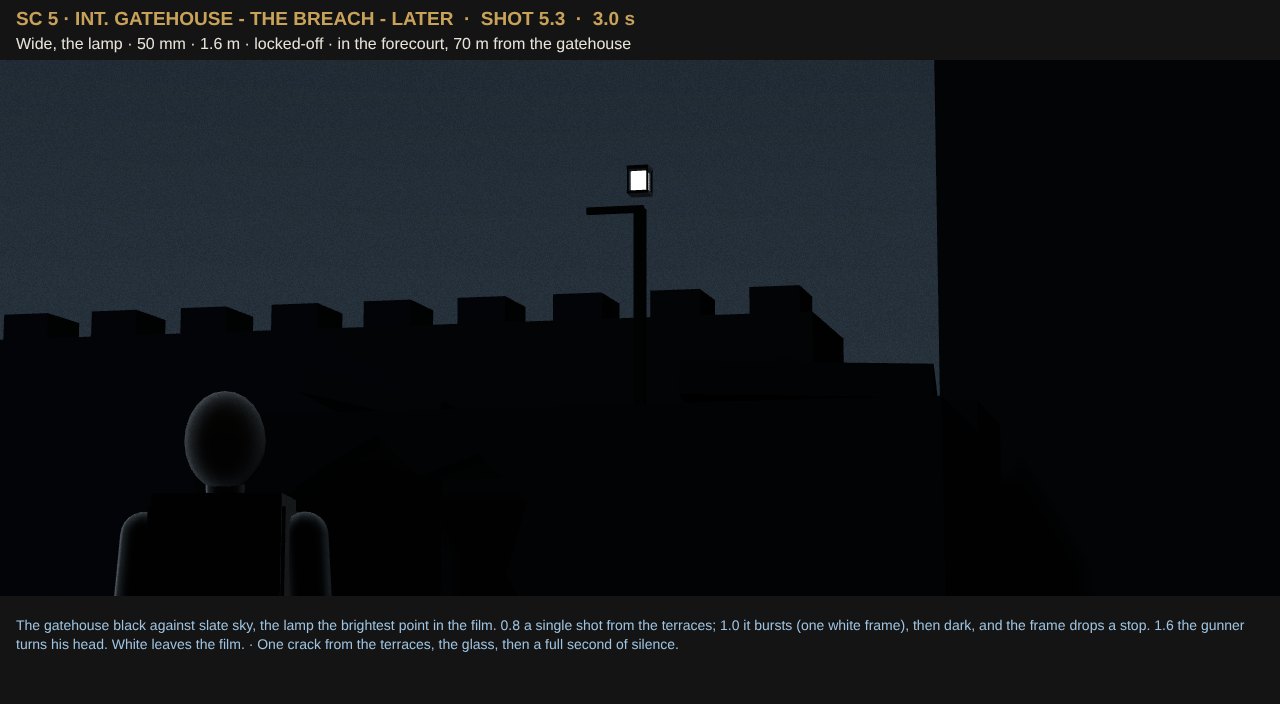 SC 5 · INT. GATEHOUSE - THE BREACH - LATER · SHOT 5.3 · 3.0 s
Wide, the lamp · 50 mm · 1.6 m · locked-off · in the forecourt, 70 m from the gatehouse
The gatehouse black against slate sky, the lamp the brightest point in the film. 0.8 a single shot from the terraces; 1.0 it bursts (one white frame), then dark, and the frame drops a stop. 1.6 the gunner
turns his head. White leaves the film. · One crack from the terraces, the glass, then a full second of silence.